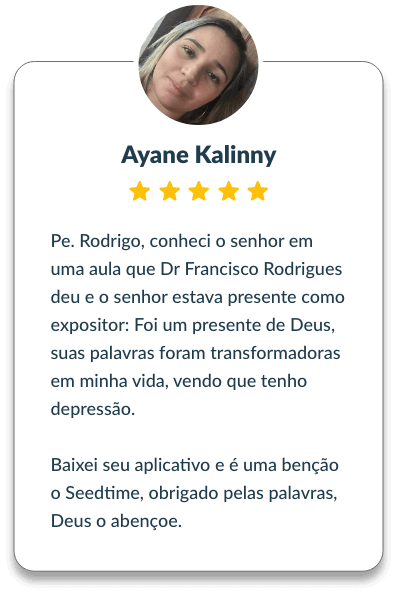 Ayane Kalinny
Pe. Rodrigo, conheci o senhor em
uma aula que Dr Francisco Rodrigues
deu e o senhor estava presente como
expositor: Foi um presente de Deus,
suas palavras foram transformadoras
em minha vida, vendo que tenho
depressão.
Baixei seu aplicativo e é uma benção
o Seedtime, obrigado pelas palavras,
Deus o abençoe.